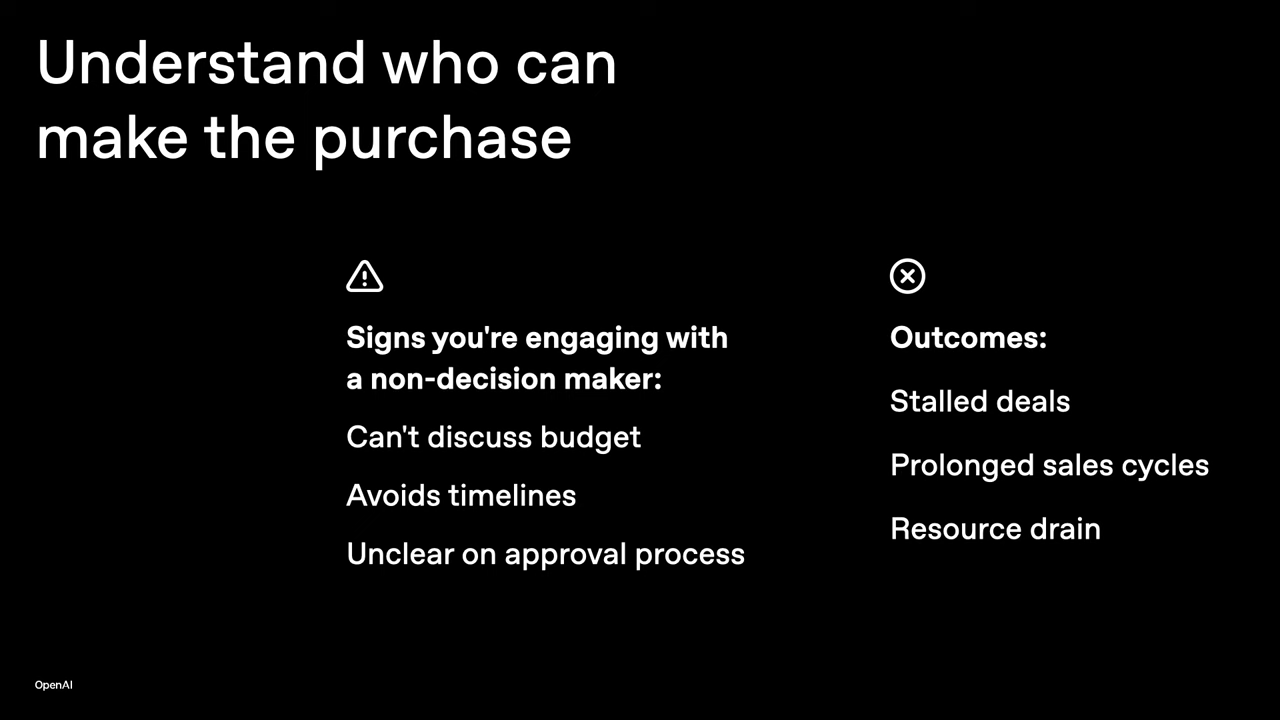 Understand who can
make the purchase
Signs you're engaging with
a non-decision maker:
Can't discuss budget
Avoids timelines
Unclear on approval process
Outcomes:
Stalled deals
Prolonged sales cycles
Resource drain
OpenAI